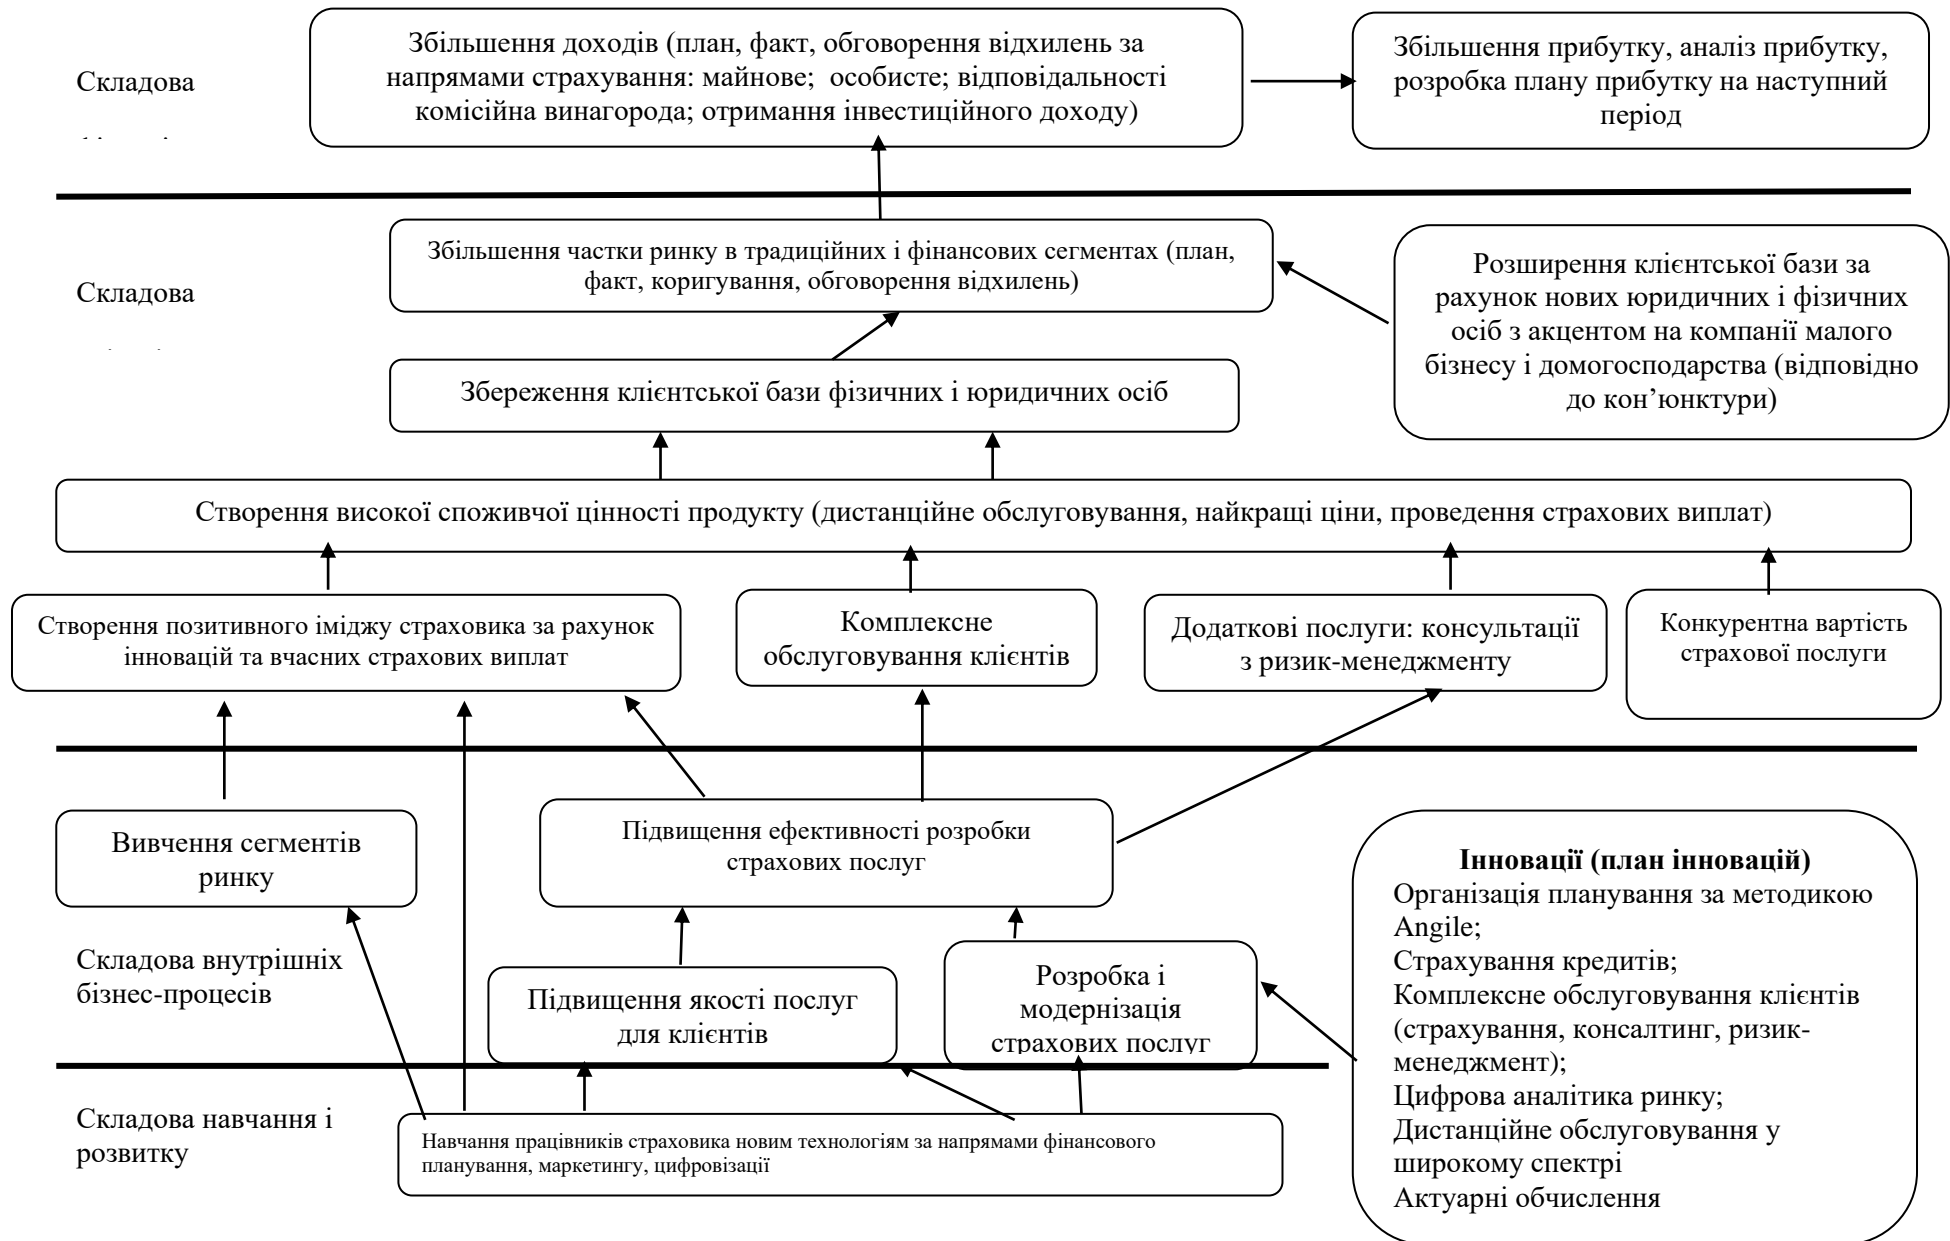 Складова
Збільшення доходів (план, факт, обговорення відхилень за
напрямами страхування: майнове; особисте; відповідальності
комісійна винагорода; отримання інвестиційного доходу)
Збільшення прибутку, аналіз прибутку,
розробка плану прибутку на наступний
період
Складова
Збільшення частки ринку в традиційних і фінансових сегментах (план,
факт, коригування, обговорення відхилень)
Розширення клієнтської бази за
рахунок нових юридичних і фізичних
осіб з акцентом на компанії малого
бізнесу і домогосподарства (відповідно
до кон’юнктури)
Збереження клієнтської бази фізичних і юридичних осіб
Створення високої споживчої цінності продукту (дистанційне обслуговування, найкращі ціни, проведення страхових виплат)
Створення позитивного іміджу страховика за рахунок
інновацій та вчасних страхових виплат
Комплексне
обслуговування клієнтів
Додаткові послуги: консультації
з ризик-менеджменту
Конкурентна вартість
страхової послуги
Вивчення сегментів
ринку
Підвищення ефективності розробки
страхових послуг
Складова внутрішніх
бізнес-процесів
Підвищення якості послуг
для клієнтів
Розробка і
модернізація
страхових послуг
Інновації (план інновацій)
Організація планування за методикою
Angile;
Страхування кредитів;
Комплексне обслуговування клієнтів
(страхування, консалтинг, ризик-
менеджмент);
Цифрова аналітика ринку;
Дистанційне обслуговування у
широкому спектрі
Актуарні обчислення
Складова навчання і
розвитку
Навчання працівників страховика новим технологіям за напрямами фінансового
планування, маркетингу, цифровізації